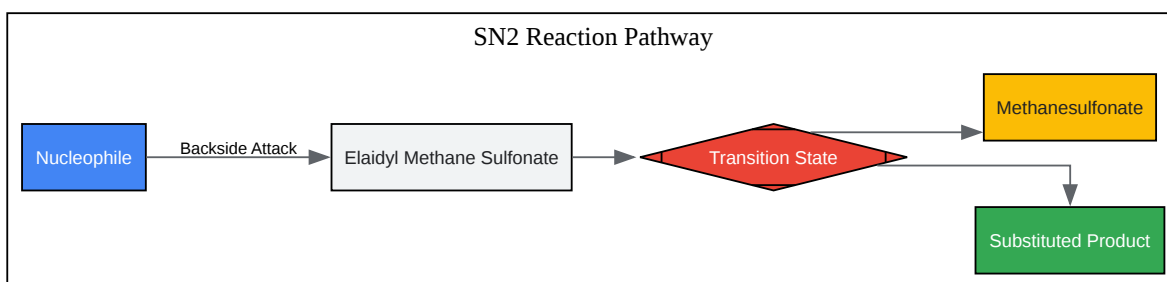 SN2 Reaction Pathway
Nucleophile
Backside Attack
Elaidyl Methane Sulfonate
Transition State
Methanesulfonate
Substituted Product